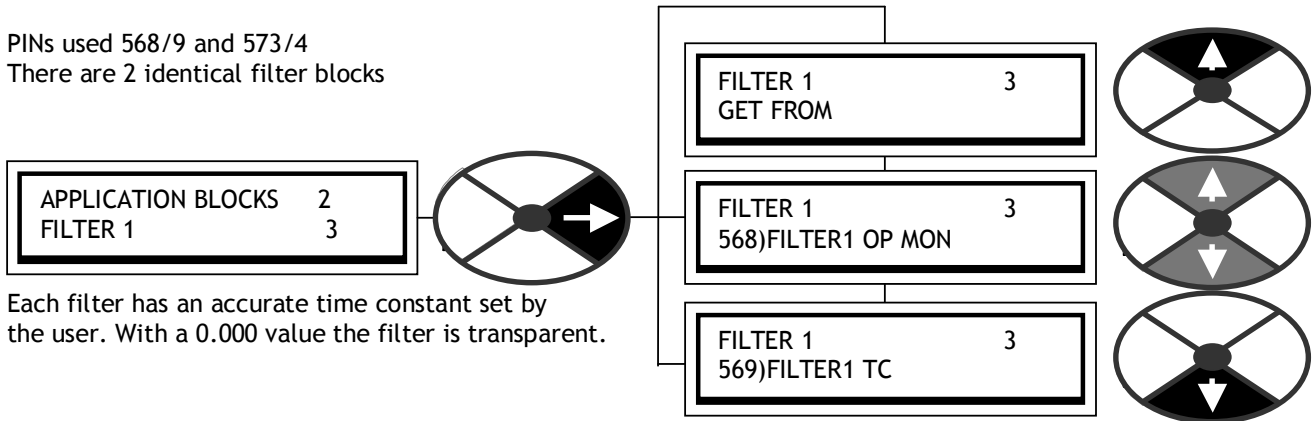 PINs used 568/9 and 573/4
There are 2 identical filter blocks
APPLICATION BLOCKS 2
FILTER 1 3
Each filter has an accurate time constant set by
the user. With a 0.000 value the filter is transparent.
FILTER 1 3
GET FROM
FILTER 1 3
568)FILTER1 OP MON
FILTER 1 3
569)FILTER1 TC